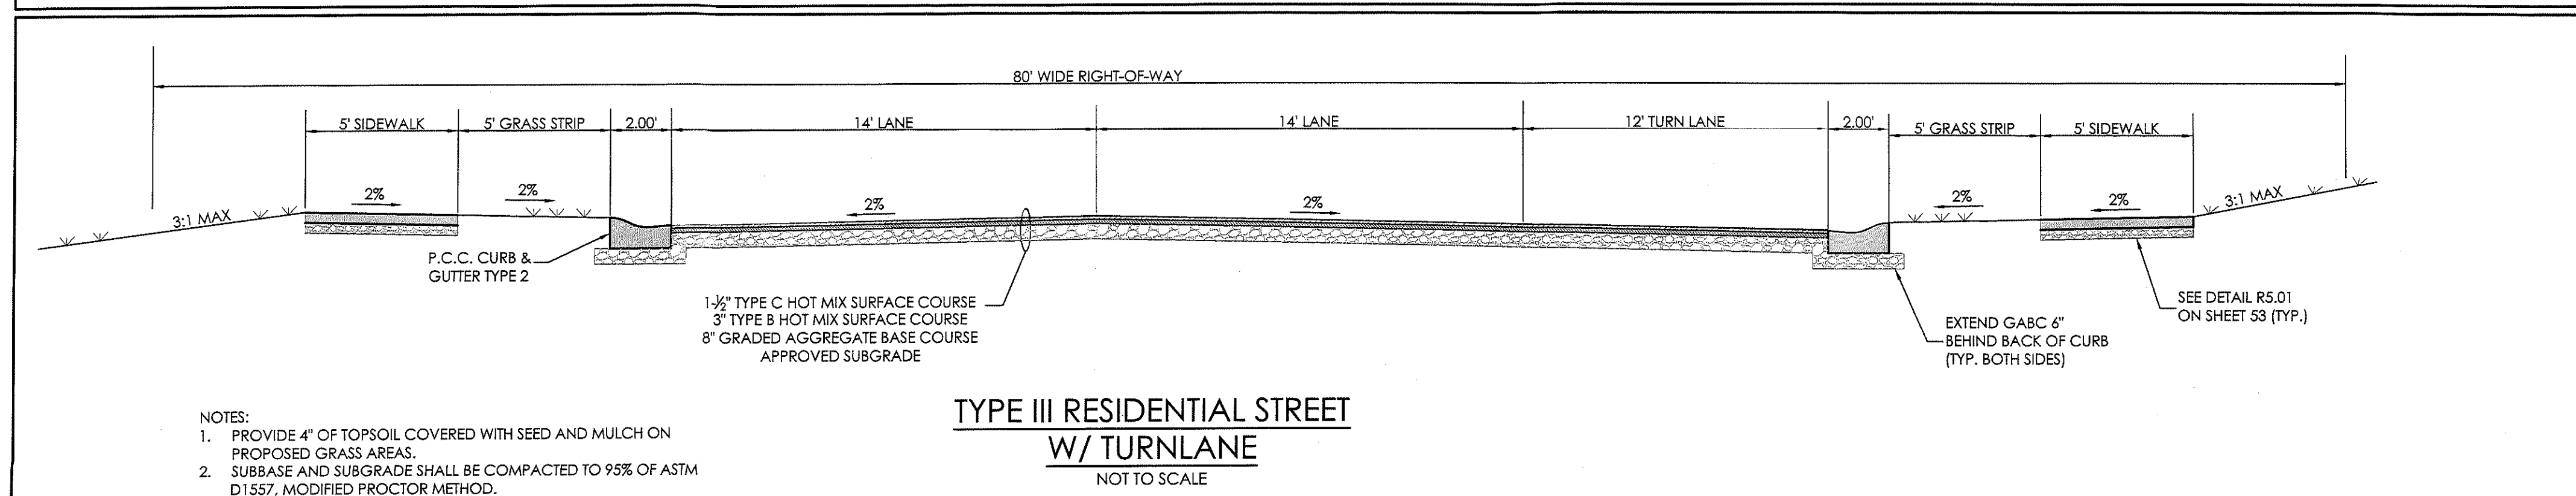 80' WIDE RIGHT-OF-WAY
5' SIDEWALK
5' GRASS STRIP
2.00'
14' LANE
14' LANE
12' TURN LANE
2.00'
5' GRASS STRIP
5' SIDEWALK
3:1 MAX
2%
2%
2%
2%
2%
2%
3:1 MAX
P.C.C. CURB &
GUTTER TYPE 2
1-½" TYPE C HOT MIX SURFACE COURSE
3" TYPE B HOT MIX SURFACE COURSE
8" GRADED AGGREGATE BASE COURSE
APPROVED SUBGRADE
EXTEND GABC 6"
BEHIND BACK OF CURB
(TYP. BOTH SIDES)
SEE DETAIL R5.01
ON SHEET 53 (TYP.)
TYPE III RESIDENTIAL STREET
W/ TURNLANE
NOT TO SCALE
NOTES:
1. PROVIDE 4" OF TOPSOIL COVERED WITH SEED AND MULCH ON
PROPOSED GRASS AREAS.
2. SUBBASE AND SUBGRADE SHALL BE COMPACTED TO 95% OF ASTM
D1557, MODIFIED PROCTOR METHOD.